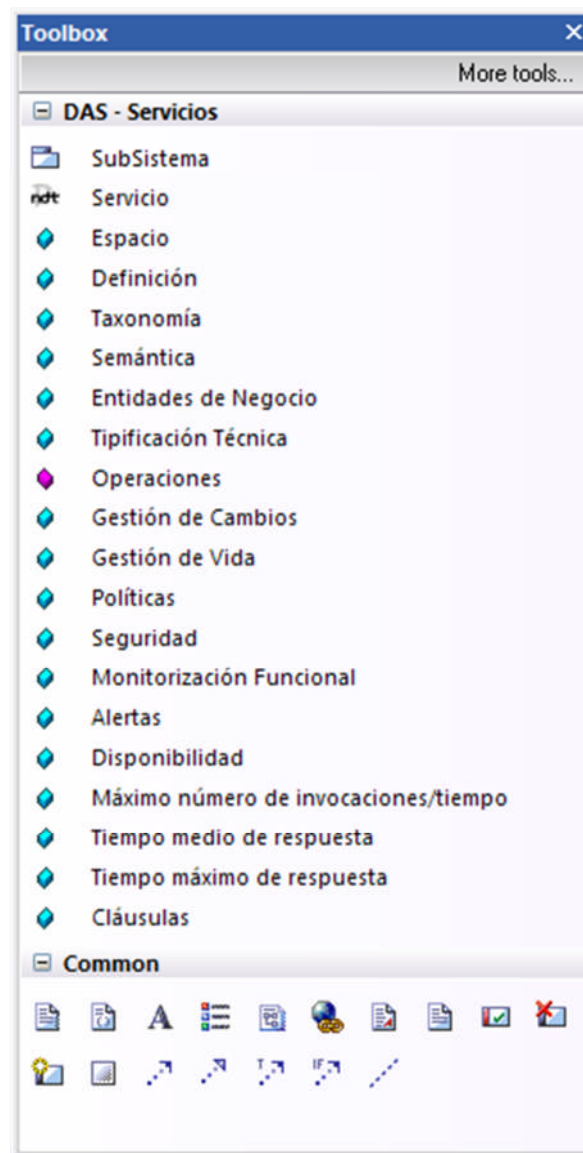 Toolbox
More tools...
DAS - Servicios
SubSistema
ndt Servicio
Espacio
Definición
Taxonomía
Semántica
Entidades de Negocio
Tipificación Técnica
Operaciones
Gestión de Cambios
Gestión de Vida
Políticas
Seguridad
Monitorización Funcional
Alertas
Disponibilidad
Máximo número de invocaciones/tiempo
Tiempo medio de respuesta
Tiempo máximo de respuesta
Cláusulas
Common
A
T IF